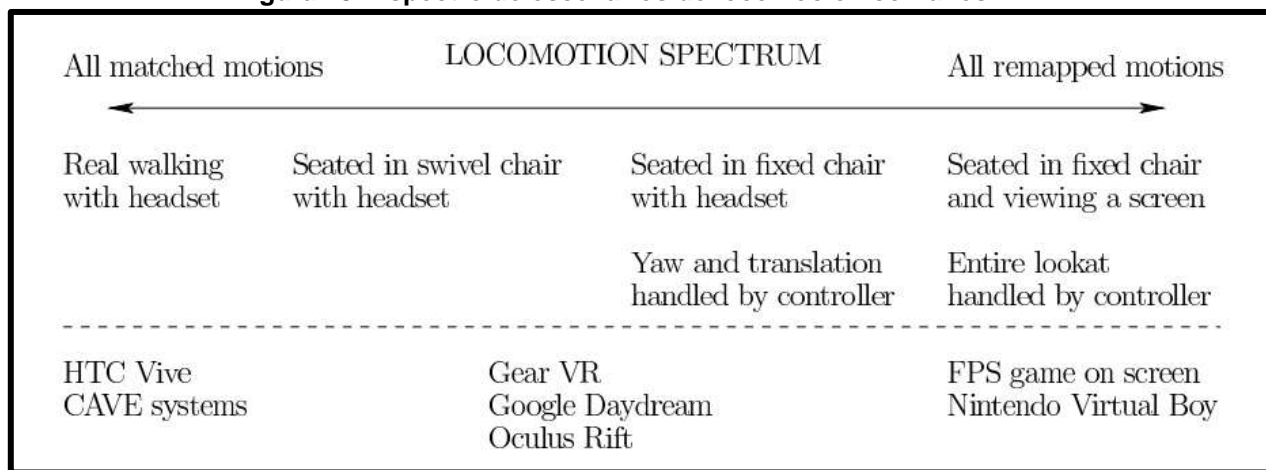 LOCOMOTION SPECTRUM
All matched motions
All remapped motions
Real walking
with headset
Seated in swivel chair
with headset
Seated in fixed chair
with headset
Yaw and translation
handled by controller
Seated in fixed chair
and viewing a screen
Entire lookat
handled by controller
HTC Vive
CAVE systems
Gear VR
Google Daydream
Oculus Rift
FPS game on screen
Nintendo Virtual Boy